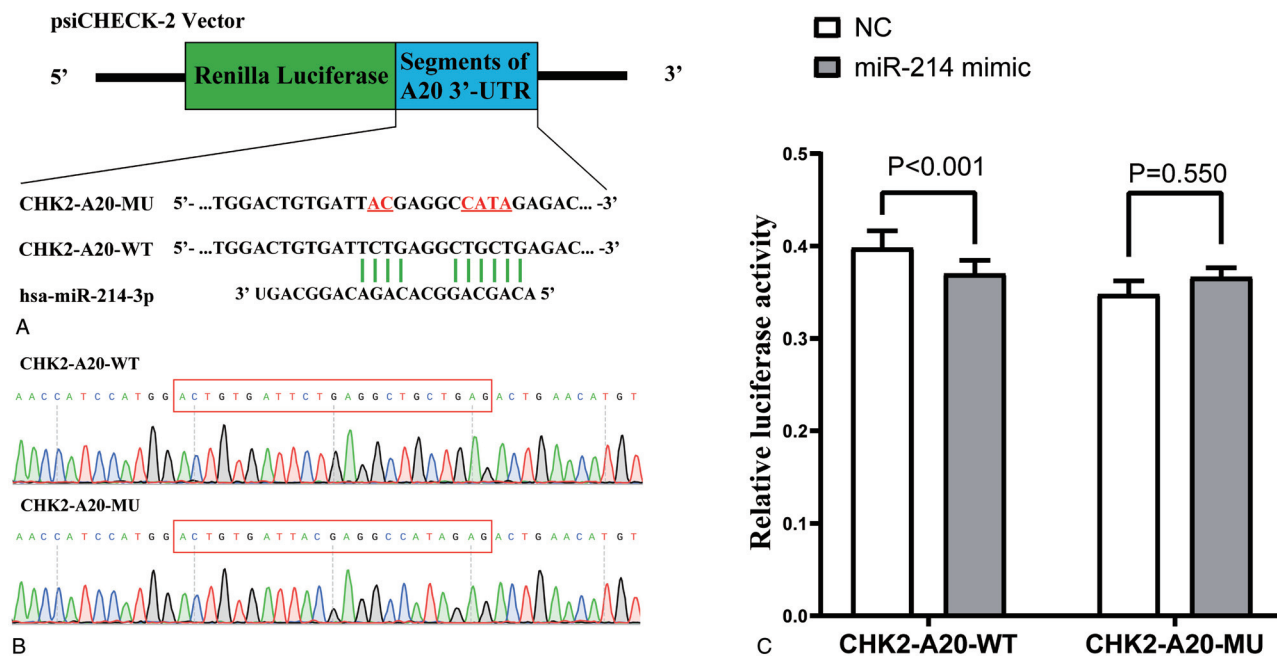 psiCHECK-2 Vector
5’
Renilla Luciferase
Segments of
A20 3’-UTR
3’
CHK2-A20-MU 5’- ...TGGACTGTGATTACGAGGCCATAGAGAC... -3’
CHK2-A20-WT 5’- ...TGGACTGTGATTCTGAGGCTGCTGAGAC... -3’
hsa-miR-214-3p 3’ UGACGGACAGACACGGACGACA 5’
A
CHK2-A20-WT
AACCATCCATGGACTGTGATTCTGAGGCTGCTGAGACTGAACATGT
CHK2-A20-MU
AACCATCCATGGACTGTGATTACGAGGCCATAGAGACTGAACATGT
B
NC
miR-214 mimic
Relative luciferase activity
0.5
0.4
0.3
0.2
0.1
0.0
P<0.001
P=0.550
CHK2-A20-WT
CHK2-A20-MU
C